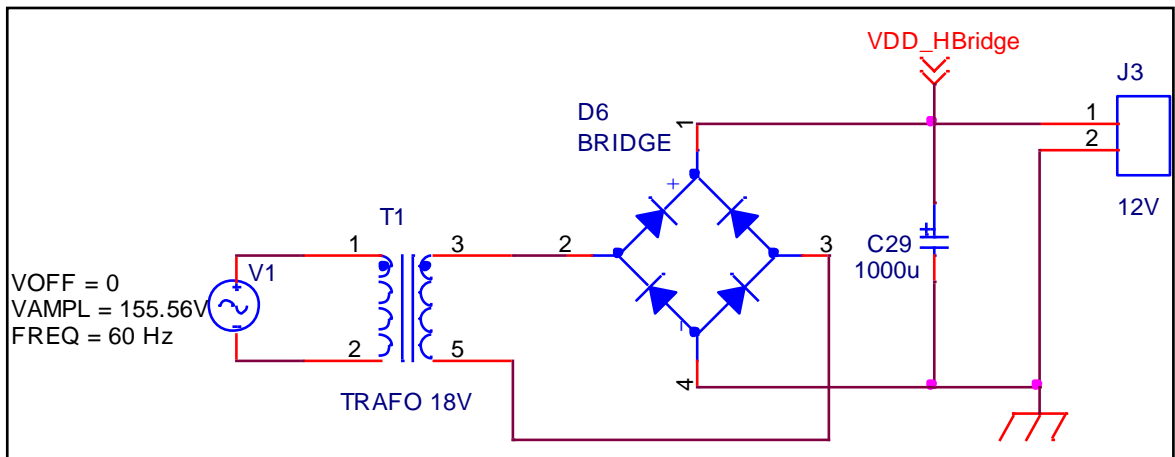 VDD_HBridge
J3
D6
BRIDGE
1
1
2
12V
T1
1
3
2
3
C29
1000u
V1
VOFF = 0
VAMPL = 155.56V
FREQ = 60 Hz
2
5
4
TRAFO 18V